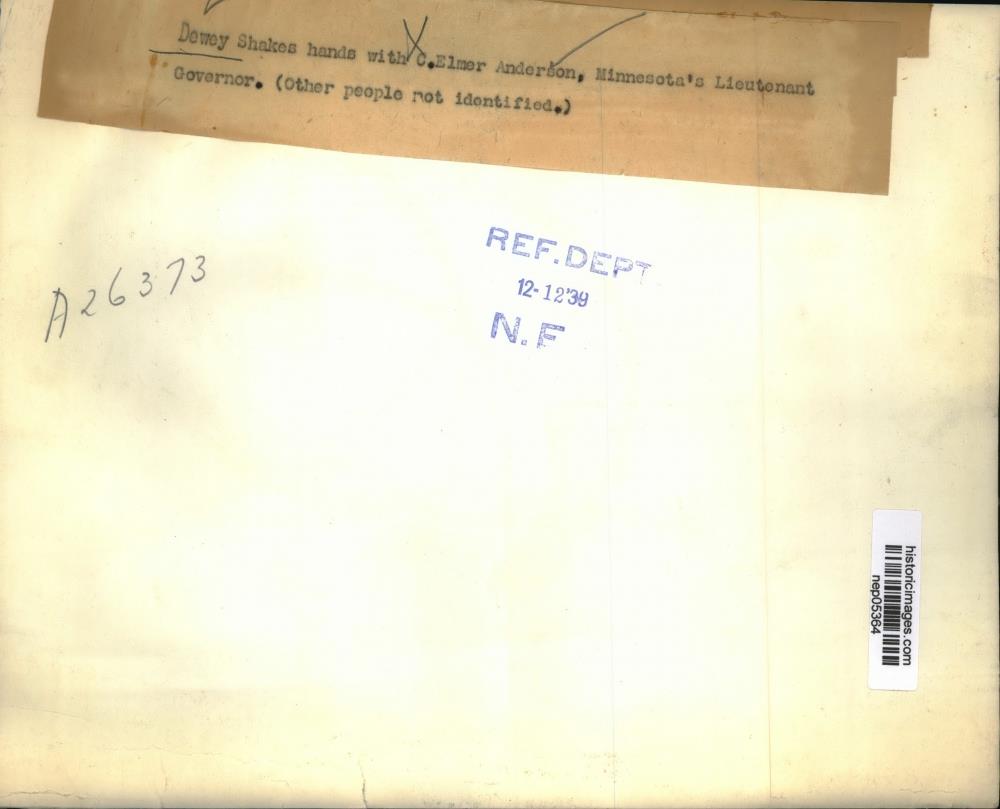 Dewey Shakes hands with C.Elmer Anderson, Minnesota's Lieutenant
Governor. (Other people not identified.)
A26373
REF.DEPT
12-12'39
N.E
historicimages.com
nep05364